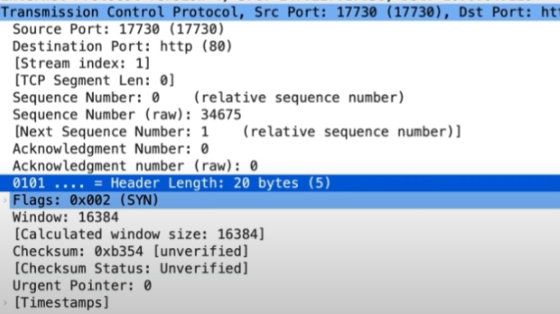 Transmission Control Protocol, Src Port: 17730 (17730), Dst Port: htt
Source Port: 17730 (17730)
Destination Port: http (80)
[Stream index: 1]
[TCP Segment Len: 0]
Sequence Number: 0    (relative sequence number)
Sequence Number (raw): 34675
[Next Sequence Number: 1    (relative sequence number)]
Acknowledgment Number: 0
Acknowledgment number (raw): 0
0101 .... = Header Length: 20 bytes (5)
Flags: 0x002 (SYN)
Window: 16384
[Calculated window size: 16384]
Checksum: 0xb354 [unverified]
[Checksum Status: Unverified]
Urgent Pointer: 0
[Timestamps]